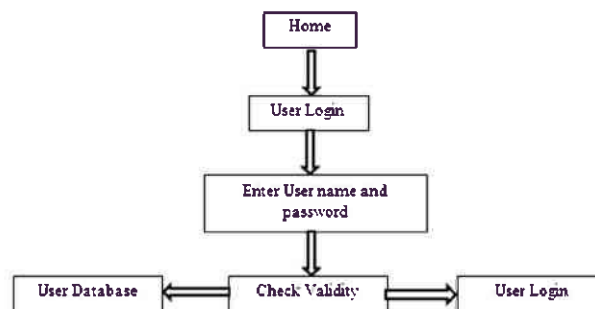 Home
User Login
Enter User name and
password
User Database
Check Validity
User Login